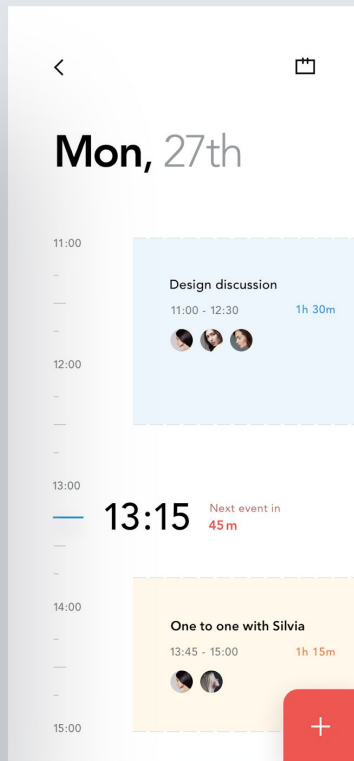 Mon, 27th
11:00
Design discussion
11:00 - 12:30 1h 30m
12:00
13:00
13:15
Next event in
45m
14:00
One to one with Silvia
13:45 - 15:00 1h 15m
15:00